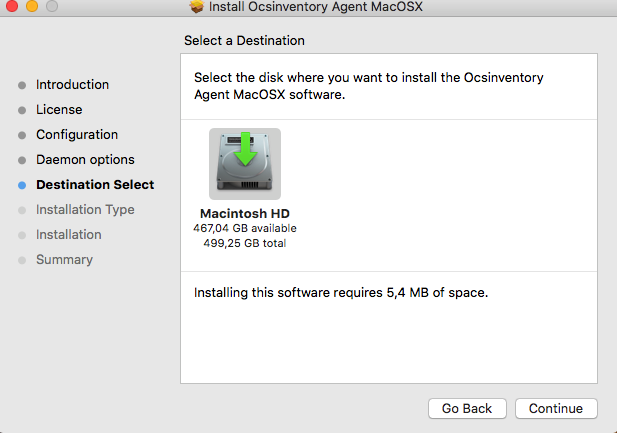 Install Ocsinventory Agent MacOSX
Select a Destination
Introduction
License
Configuration
Daemon options
Destination Select
Installation Type
Installation
Summary
Select the disk where you want to install the Ocsinventory
Agent MacOSX software.
Macintosh HD
467,04 GB available
499,25 GB total
Installing this software requires 5,4 MB of space.
Go Back
Continue